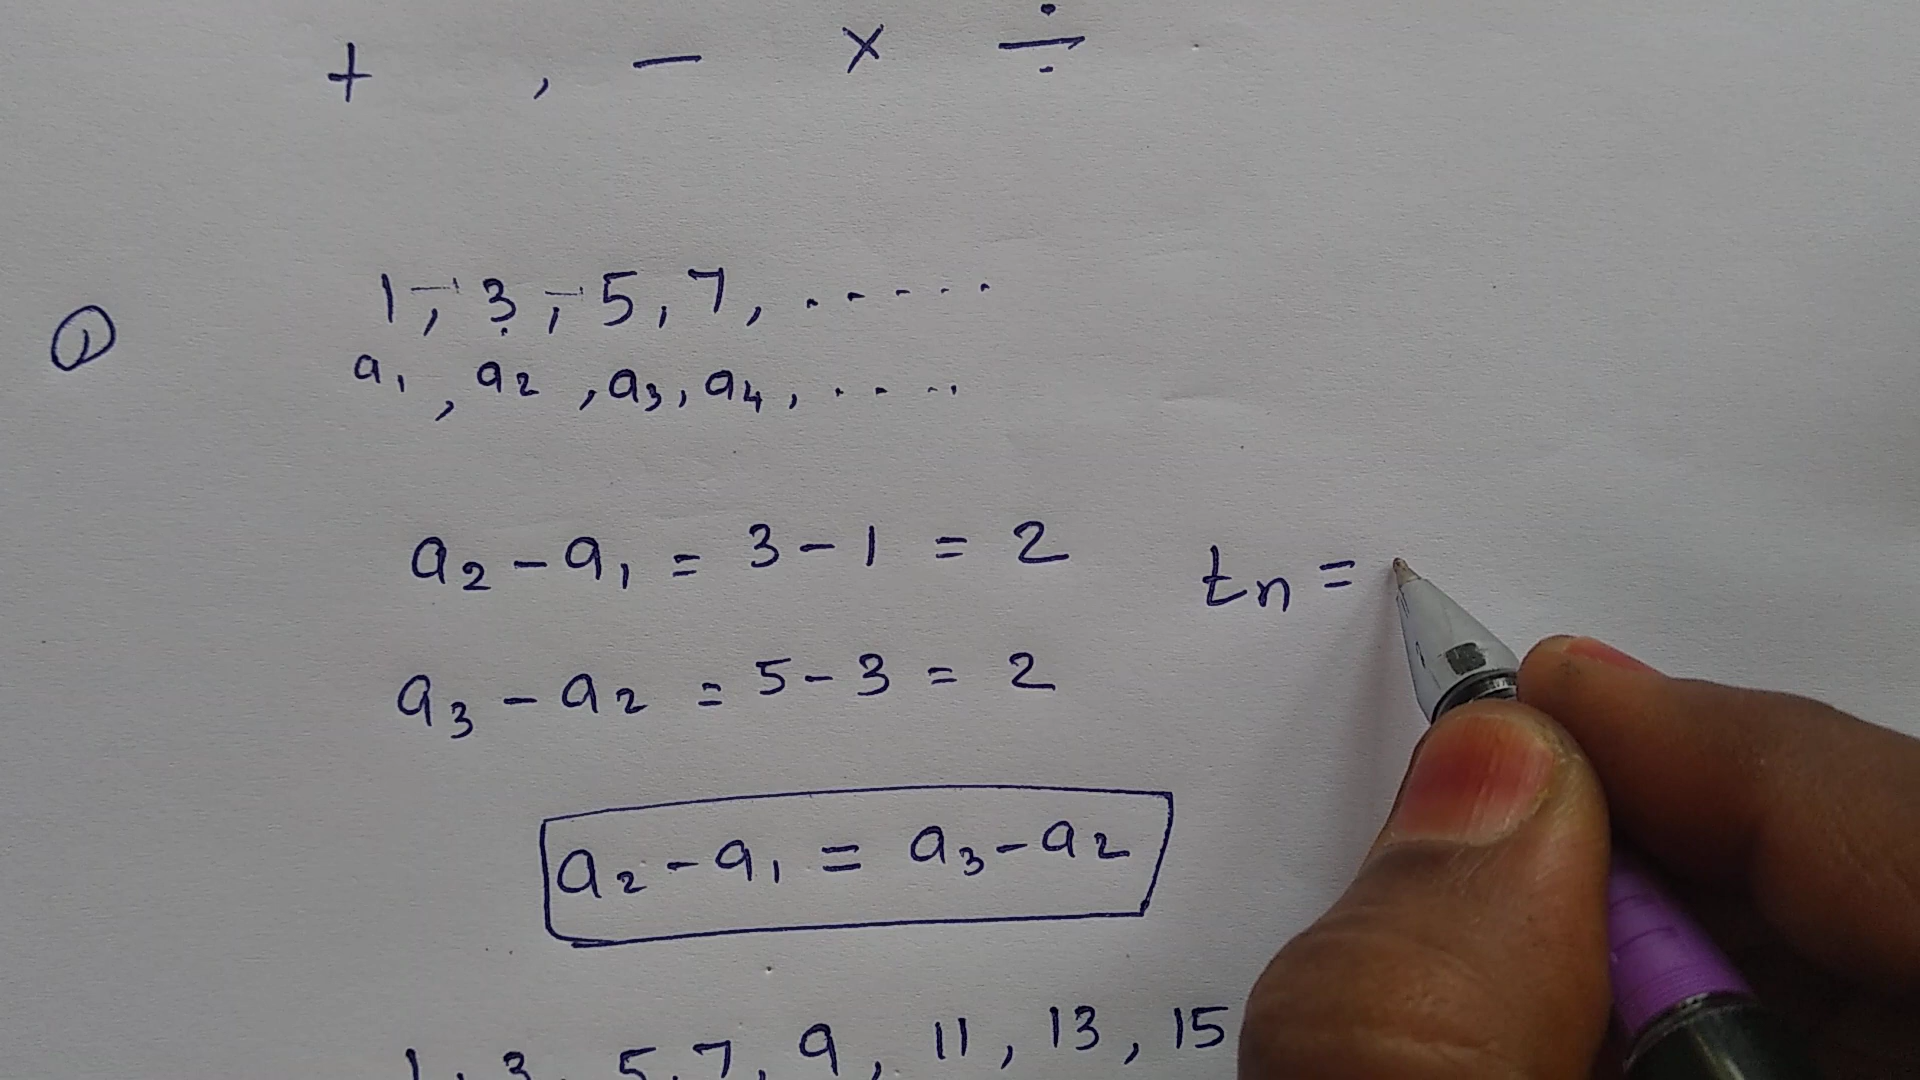 + , − × ÷
① 1, 3, 5, 7, ......
a₁, a₂, a₃, a₄, ....
a₂ − a₁ = 3 − 1 = 2 tₙ =
a₃ − a₂ = 5 − 3 = 2
a₂ − a₁ = a₃ − a₂
1, 3, 5, 7, 9, 11, 13, 15